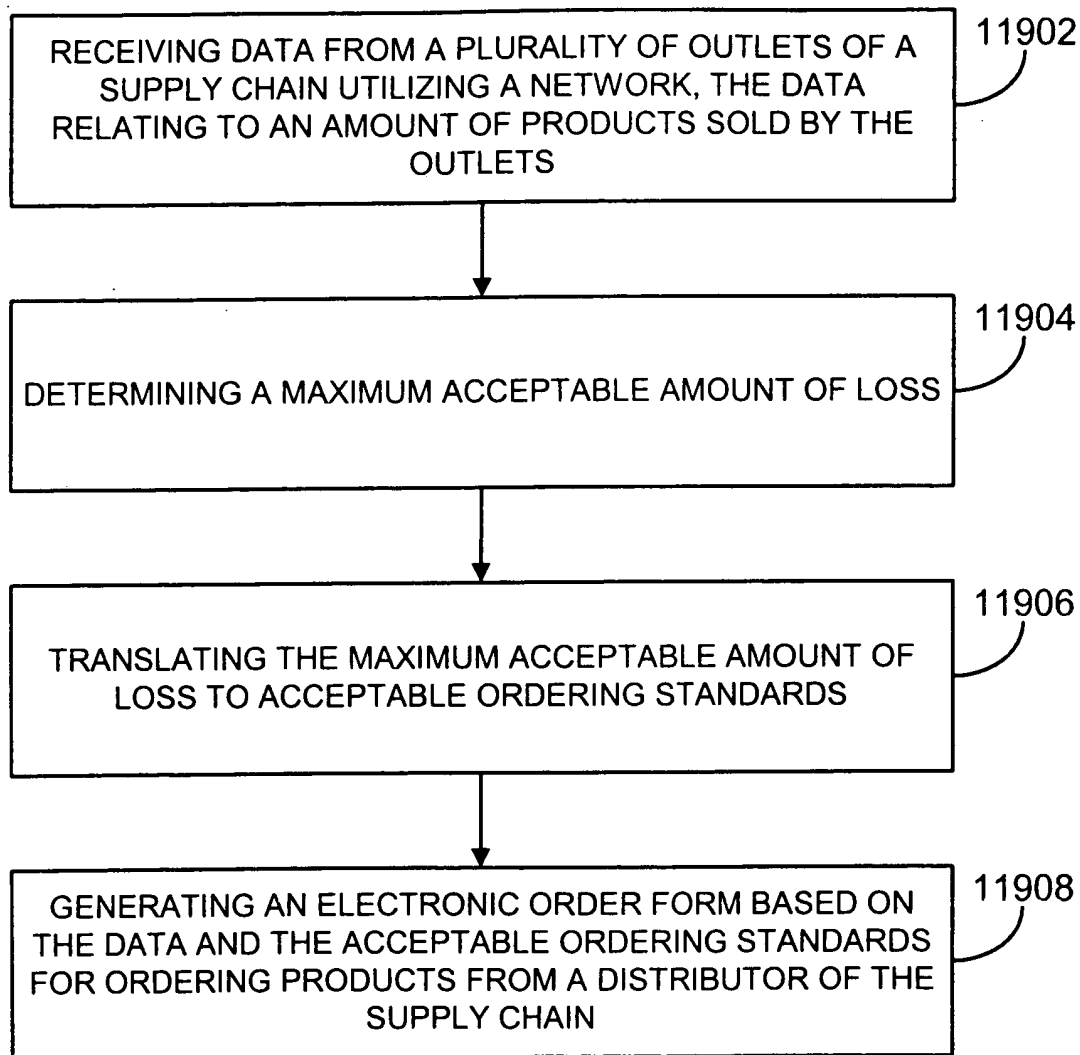 11902
RECEIVING DATA FROM A PLURALITY OF OUTLETS OF A
SUPPLY CHAIN UTILIZING A NETWORK, THE DATA
RELATING TO AN AMOUNT OF PRODUCTS SOLD BY THE
OUTLETS
11904
DETERMINING A MAXIMUM ACCEPTABLE AMOUNT OF LOSS
11906
TRANSLATING THE MAXIMUM ACCEPTABLE AMOUNT OF
LOSS TO ACCEPTABLE ORDERING STANDARDS
11908
GENERATING AN ELECTRONIC ORDER FORM BASED ON
THE DATA AND THE ACCEPTABLE ORDERING STANDARDS
FOR ORDERING PRODUCTS FROM A DISTRIBUTOR OF THE
SUPPLY CHAIN